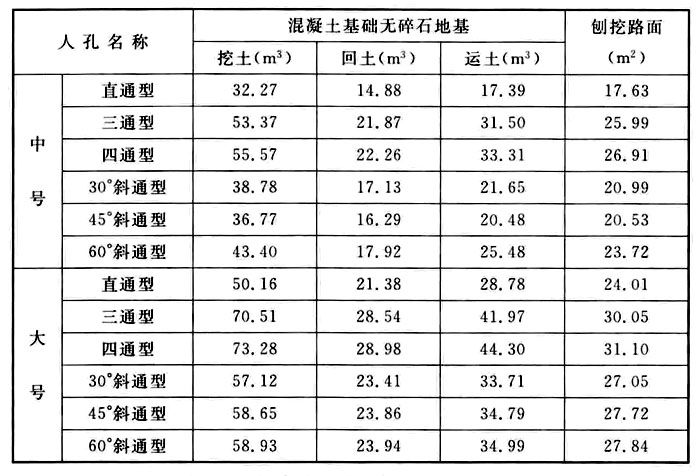 人孔名称 混凝土基础无碎石地基 刨挖路面(m²)
挖土(m³) 回土(m³) 运土(m³)
中号 直通型 32.27 14.88 17.39 17.63
三通型 53.37 21.87 31.50 25.99
四通型 55.57 22.26 33.31 26.91
30°斜通型 38.78 17.13 21.65 20.99
45°斜通型 36.77 16.29 20.48 20.53
60°斜通型 43.40 17.92 25.48 23.72
大号 直通型 50.16 21.38 28.78 24.01
三通型 70.51 28.54 41.97 30.05
四通型 73.28 28.98 44.30 31.10
30°斜通型 57.12 23.41 33.71 27.05
45°斜通型 58.65 23.86 34.79 27.72
60°斜通型 58.93 23.94 34.99 27.84